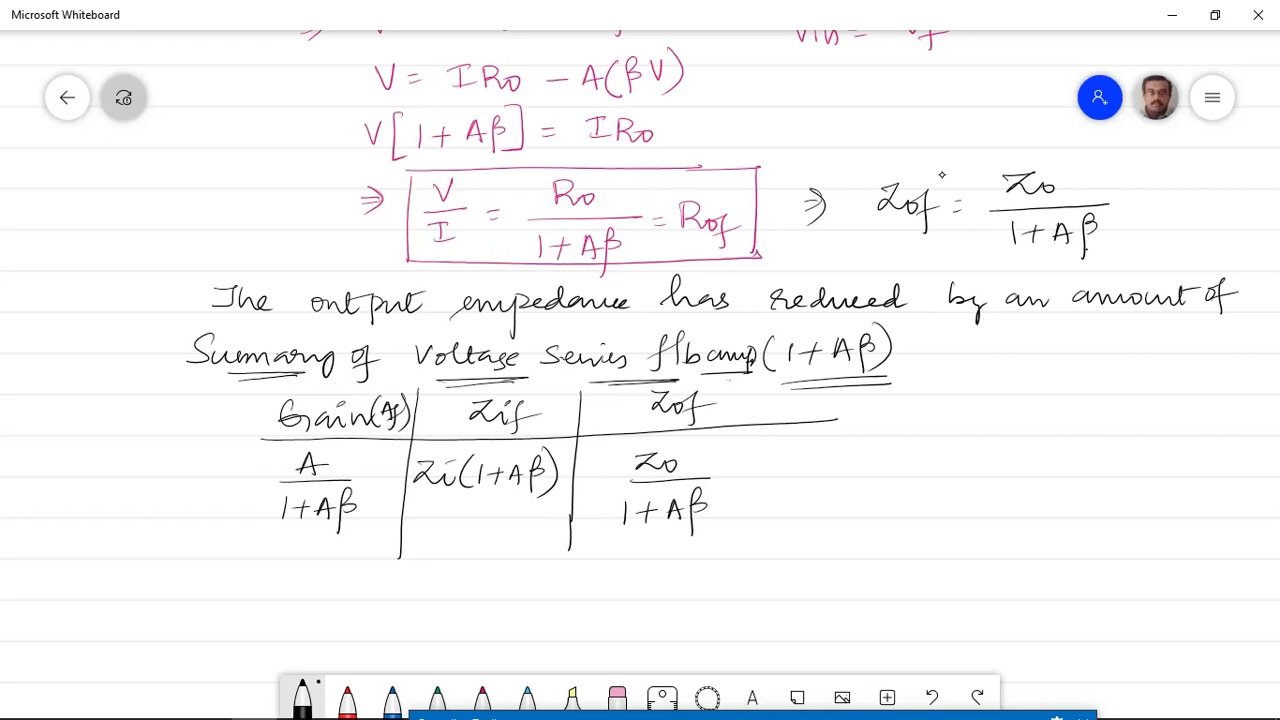 Microsoft Whiteboard
V = IRo - A(βV)
V[1 + Aβ] = IRo
⇒ V/I = Ro/(1 + Aβ) = Rof ⇒ Zof = Zo/(1 + Aβ)
The output impedance has reduced by an amount of
Summary of Voltage series f/b amp (1 + Aβ)
Gain(Af) Zif Zof
A/(1+Aβ) Zi(1+Aβ) Zo/(1+Aβ)